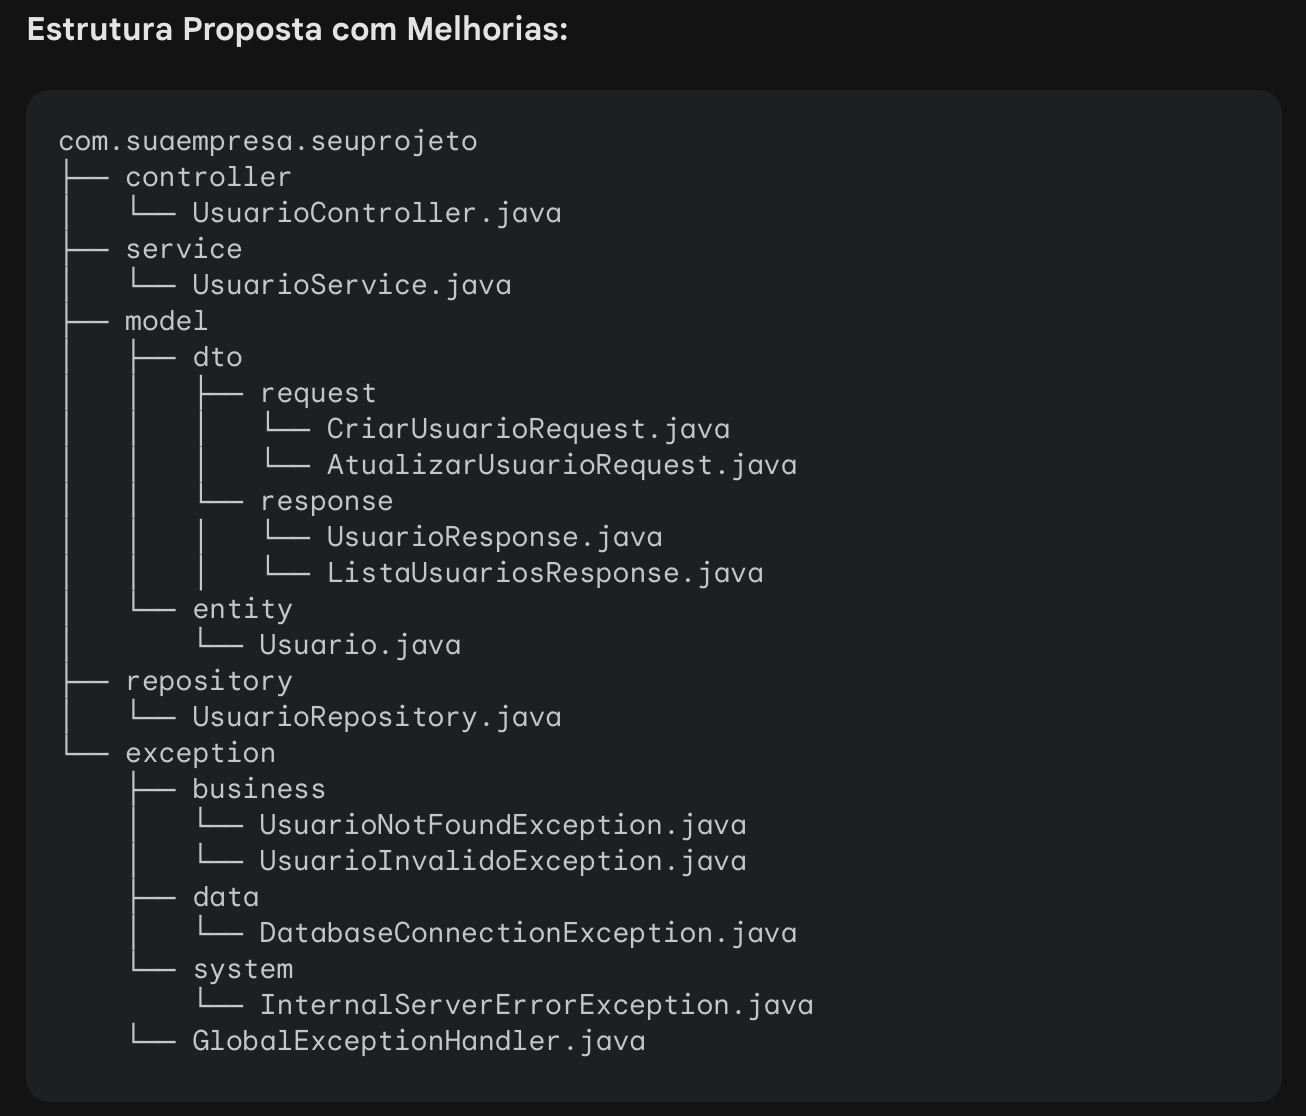 Estrutura Proposta com Melhorias:
com.suaempresa.seuprojeto
├── controller
│   └── UsuarioController.java
├── service
│   └── UsuarioService.java
├── model
│   ├── dto
│   │   ├── request
│   │   │   └── CriarUsuarioRequest.java
│   │   │   └── AtualizarUsuarioRequest.java
│   │   └── response
│   │   │   └── UsuarioResponse.java
│   │   │   └── ListaUsuariosResponse.java
│   └── entity
│       └── Usuario.java
├── repository
│   └── UsuarioRepository.java
└── exception
    ├── business
    │   └── UsuarioNotFoundException.java
    │   └── UsuarioInvalidoException.java
    ├── data
    │   └── DatabaseConnectionException.java
    └── system
        └── InternalServerErrorException.java
    └── GlobalExceptionHandler.java